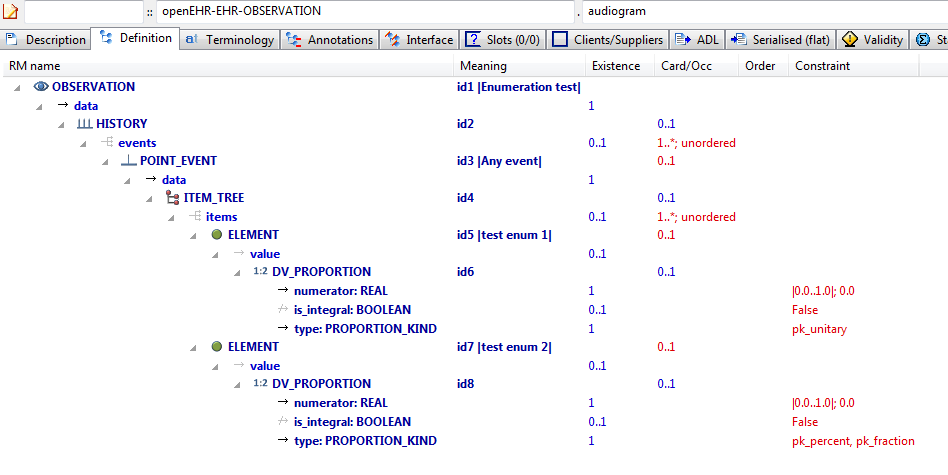 :: openEHR-EHR-OBSERVATION . audiogram
Description Definition Terminology Annotations Interface Slots (0/0) Clients/Suppliers ADL Serialised (flat) Validity St
RM name Meaning Existence Card/Occ Order Constraint
OBSERVATION id1 |Enumeration test|
data 1
HISTORY id2 0..1
events 0..1 1..*; unordered
POINT_EVENT id3 |Any event| 0..1
data 1
ITEM_TREE id4 0..1
items 0..1 1..*; unordered
ELEMENT id5 |test enum 1| 0..1
value 0..1
1:2 DV_PROPORTION id6 0..1
numerator: REAL 1 |0.0..1.0|; 0.0
is_integral: BOOLEAN 0..1 False
type: PROPORTION_KIND 1 pk_unitary
ELEMENT id7 |test enum 2| 0..1
value 0..1
1:2 DV_PROPORTION id8 0..1
numerator: REAL 1 |0.0..1.0|; 0.0
is_integral: BOOLEAN 0..1 False
type: PROPORTION_KIND 1 pk_percent, pk_fraction